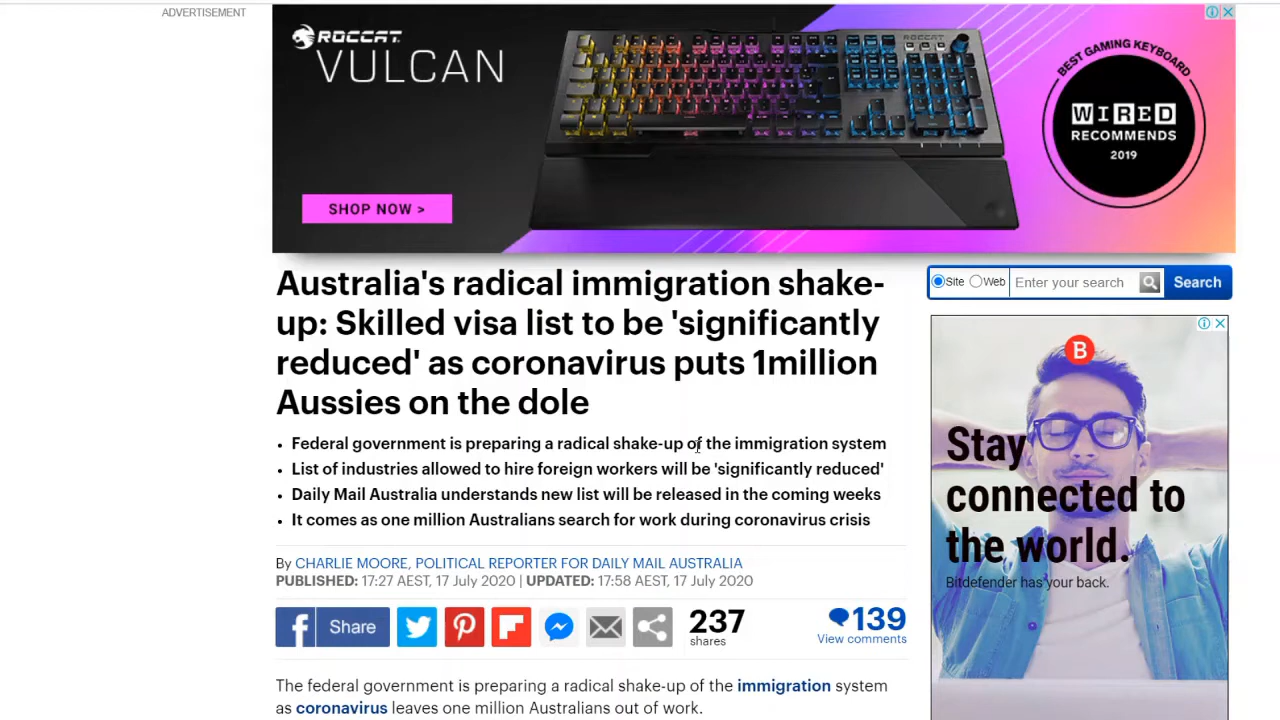 ADVERTISEMENT
ROCCAT
VULCAN
SHOP NOW >
ROCCAT
BEST GAMING KEYBOARD
WIRED
RECOMMENDS
2019
Australia's radical immigration shake-
up: Skilled visa list to be 'significantly
reduced' as coronavirus puts 1million
Aussies on the dole
• Federal government is preparing a radical shake-up of the immigration system
• List of industries allowed to hire foreign workers will be 'significantly reduced'
• Daily Mail Australia understands new list will be released in the coming weeks
• It comes as one million Australians search for work during coronavirus crisis
By CHARLIE MOORE, POLITICAL REPORTER FOR DAILY MAIL AUSTRALIA
PUBLISHED: 17:27 AEST, 17 July 2020 | UPDATED: 17:58 AEST, 17 July 2020
f Share
237
shares
139
View comments
The federal government is preparing a radical shake-up of the immigration system
as coronavirus leaves one million Australians out of work.
Site Web Enter your search Search
B
Stay
connected to
the world.
Bitdefender has your back.